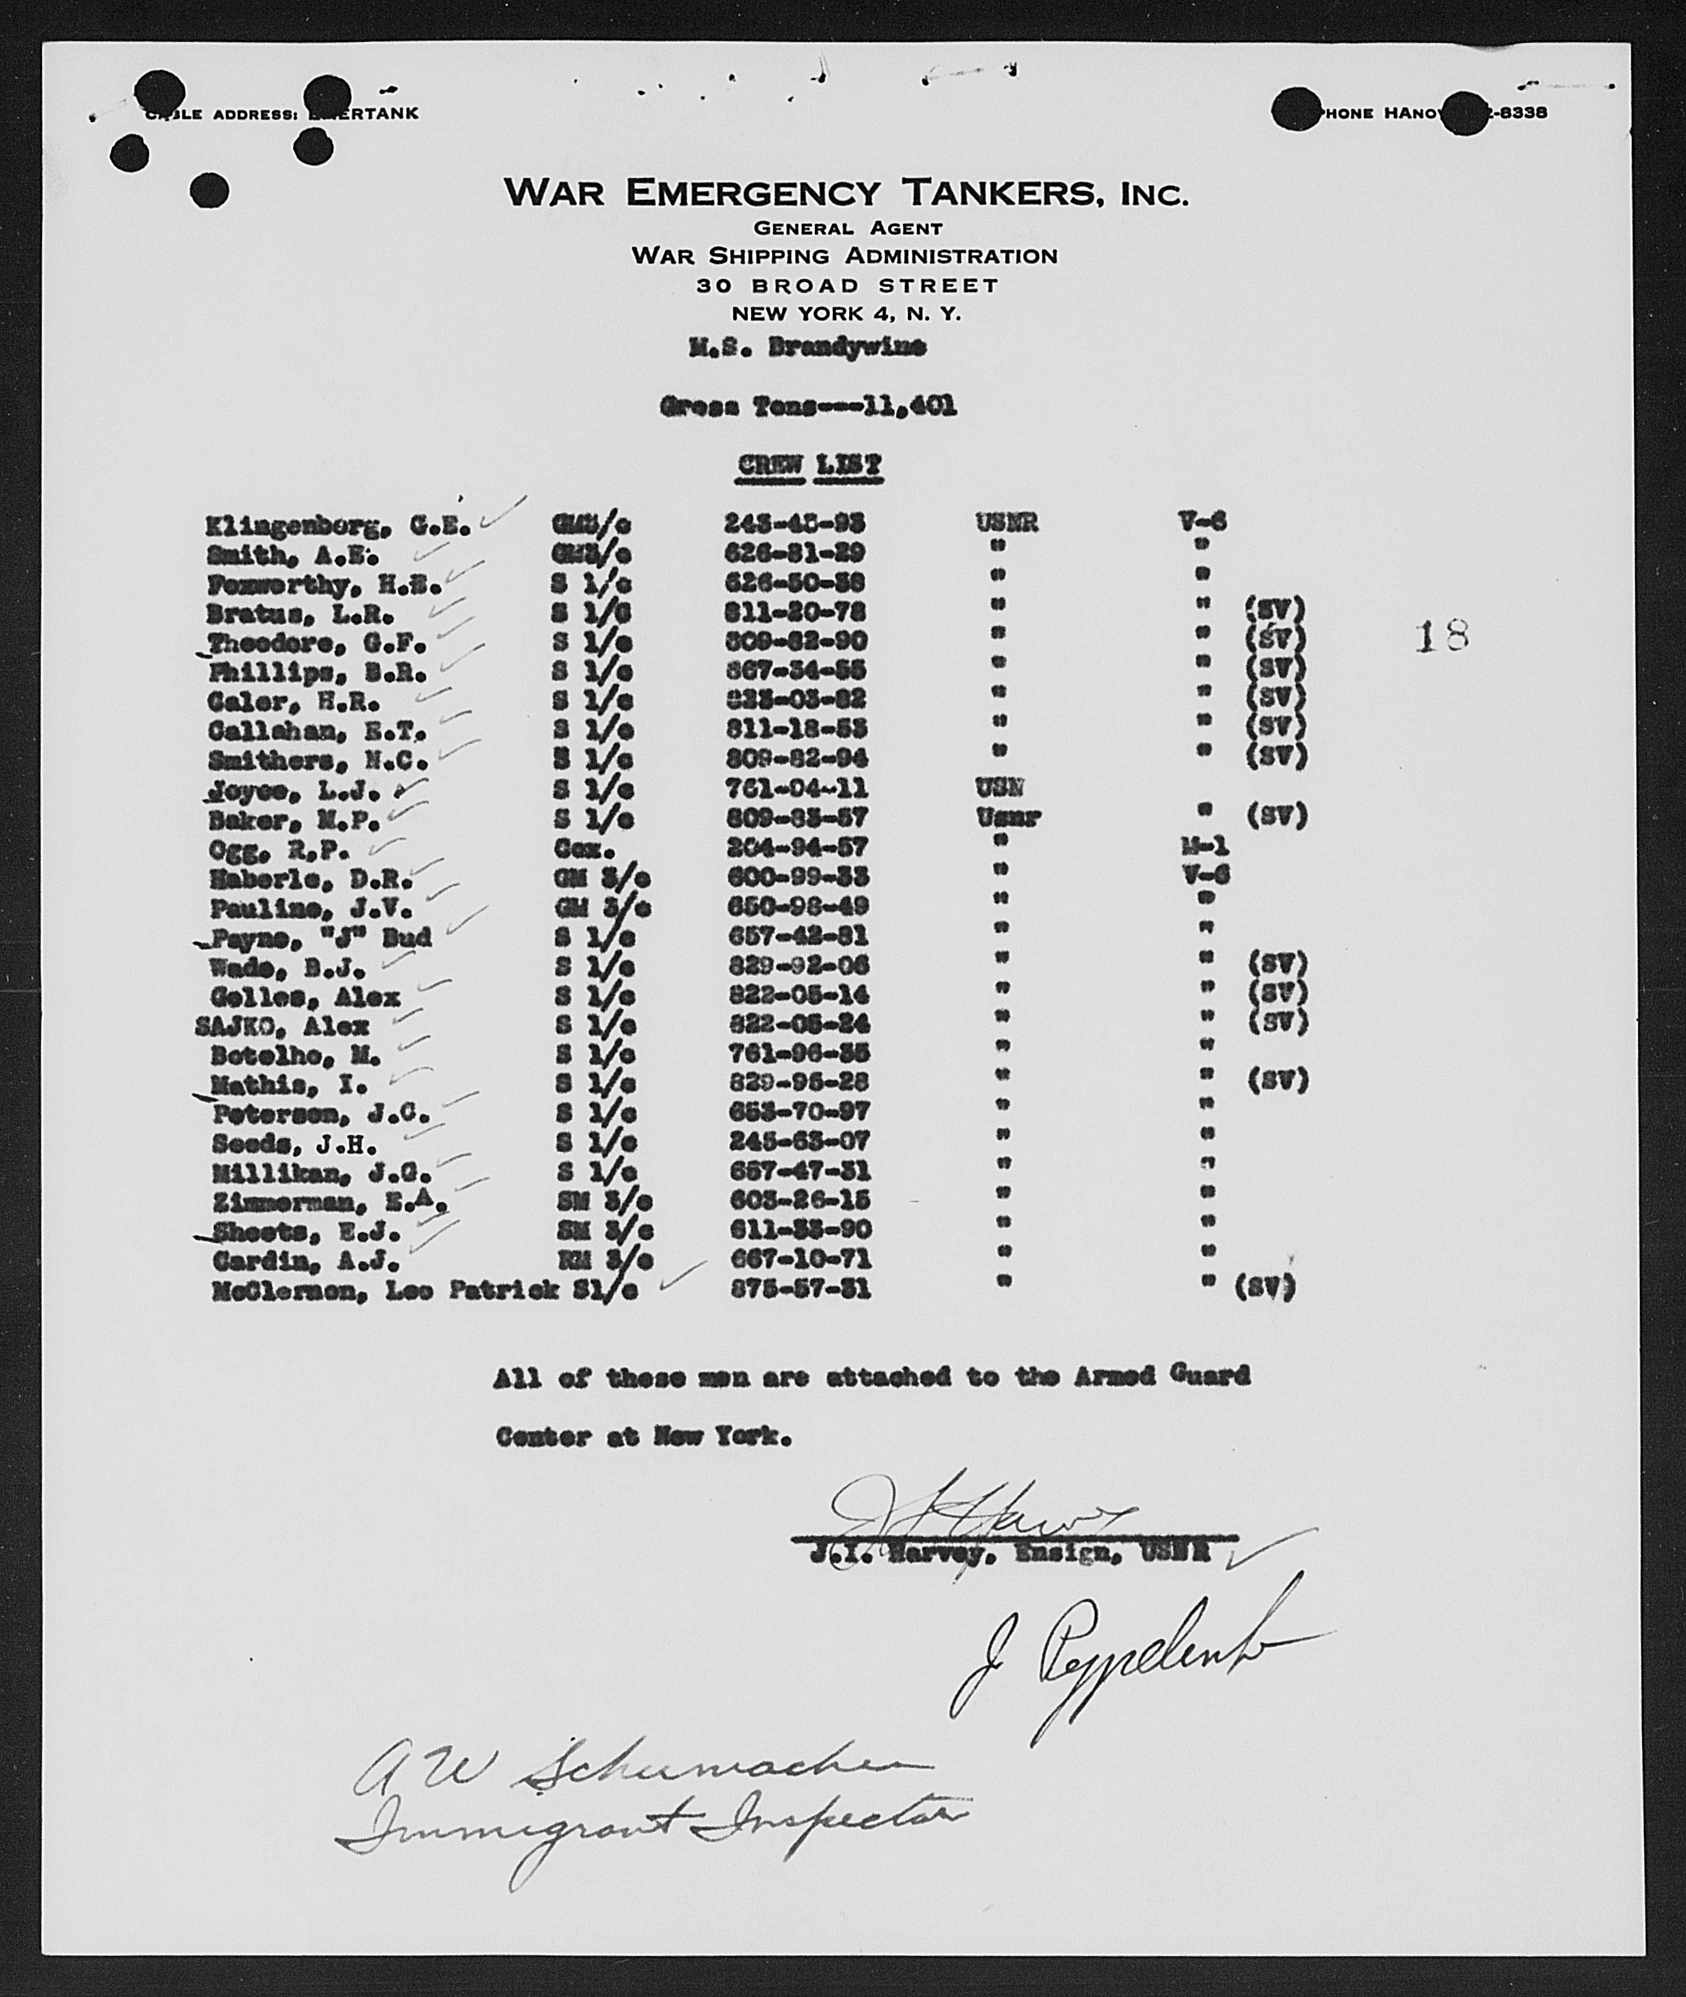 CABLE ADDRESS: EMERTANK
PHONE HANO 2-8338
WAR EMERGENCY TANKERS, INC.
GENERAL AGENT
WAR SHIPPING ADMINISTRATION
30 BROAD STREET
NEW YORK 4, N. Y.
M.S. Brandywine
Gross Tons---11,401
CREW LIST
Klingenborg, G.E. GM3/c 243-45-93 USNR V-6
Smith, A.E. GM3/c 626-81-29 " "
Foxworthy, H.E. S 1/c 626-50-38 " "
Bratus, L.R. S 1/c 811-20-78 " " (SV)
Theodore, G.F. S 1/c 809-82-90 " " (SV)
Phillips, B.R. S 1/c 867-34-55 " " (SV)
Galer, H.R. S 1/c 833-03-82 " " (SV)
Callahan, E.T. S 1/c 811-18-53 " " (SV)
Smithers, N.C. S 1/c 809-82-94 " " (SV)
Joyce, L.J. S 1/c 761-04-11 USN
Baker, M.P. S 1/c 809-83-57 Usnr " (SV)
Ogg, R.P. Cox. 204-94-57 " M-1
Haberle, D.R. GM 3/c 600-99-33 " V-6
Pauline, J.V. GM 3/c 650-98-49 " "
Payne, "J" Bud S 1/c 657-42-81 " "
Wade, B.J. S 1/c 829-92-06 " " (SV)
Golles, Alex S 1/c 822-05-14 " " (SV)
SAJKO, Alex S 1/c 822-05-24 " " (SV)
Botelho, M. S 1/c 761-96-35 " "
Mathis, I. S 1/c 829-95-28 " " (SV)
Peterson, J.C. S 1/c 653-70-97 " "
Seeds, J.H. S 1/c 245-63-07 " "
Millikan, J.G. S 1/c 657-47-31 " "
Zimmerman, E.A. SM 3/c 603-26-15 " "
Sheets, E.J. SM 3/c 611-33-90 " "
Cardin, A.J. RM 3/c 667-10-71 " "
McClernon, Leo Patrick S1/c 875-57-31 " " (SV)
18
All of these men are attached to the Armed Guard
Center at New York.
J.I. Harvey, Ensign, USNR
A W Schumacher
Immigrant Inspector